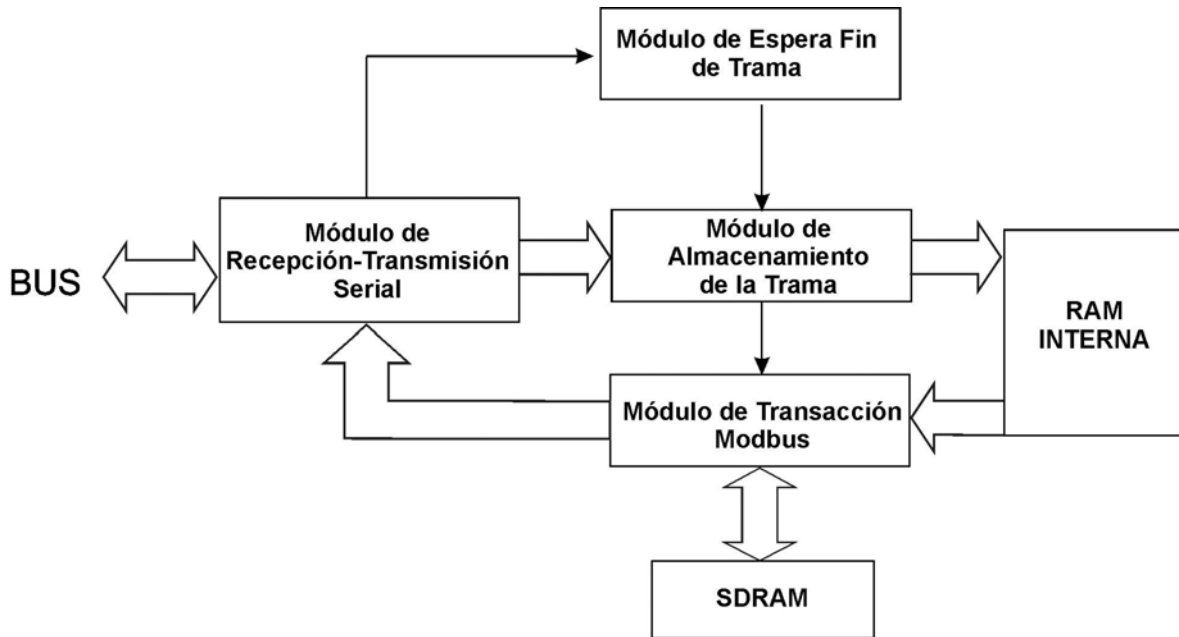 Módulo de Espera Fin
de Trama
Módulo de
Recepción-Transmisión
Serial
Módulo de
Almacenamiento
de la Trama
BUS
RAM
INTERNA
Módulo de Transacción
Modbus
SDRAM